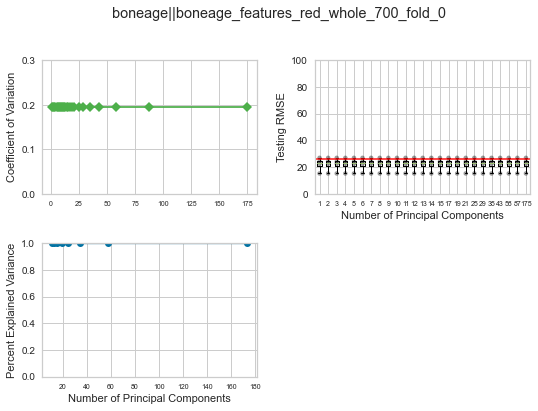 boneage||boneage_features_red_whole_700_fold_0
Coefficient of Variation
0.3
0.2
0.1
0.0
0 25 50 75 100 125 150 175
Testing RMSE
100
80
60
40
20
0
1 2 3 4 5 6 7 8 9 10 11 12 13 14 15 17 19 21 25 29 35 43 58 87 175
Number of Principal Components
Percent Explained Variance
1.0
0.8
0.6
0.4
0.2
0.0
20 40 60 80 100 120 140 160 180
Number of Principal Components